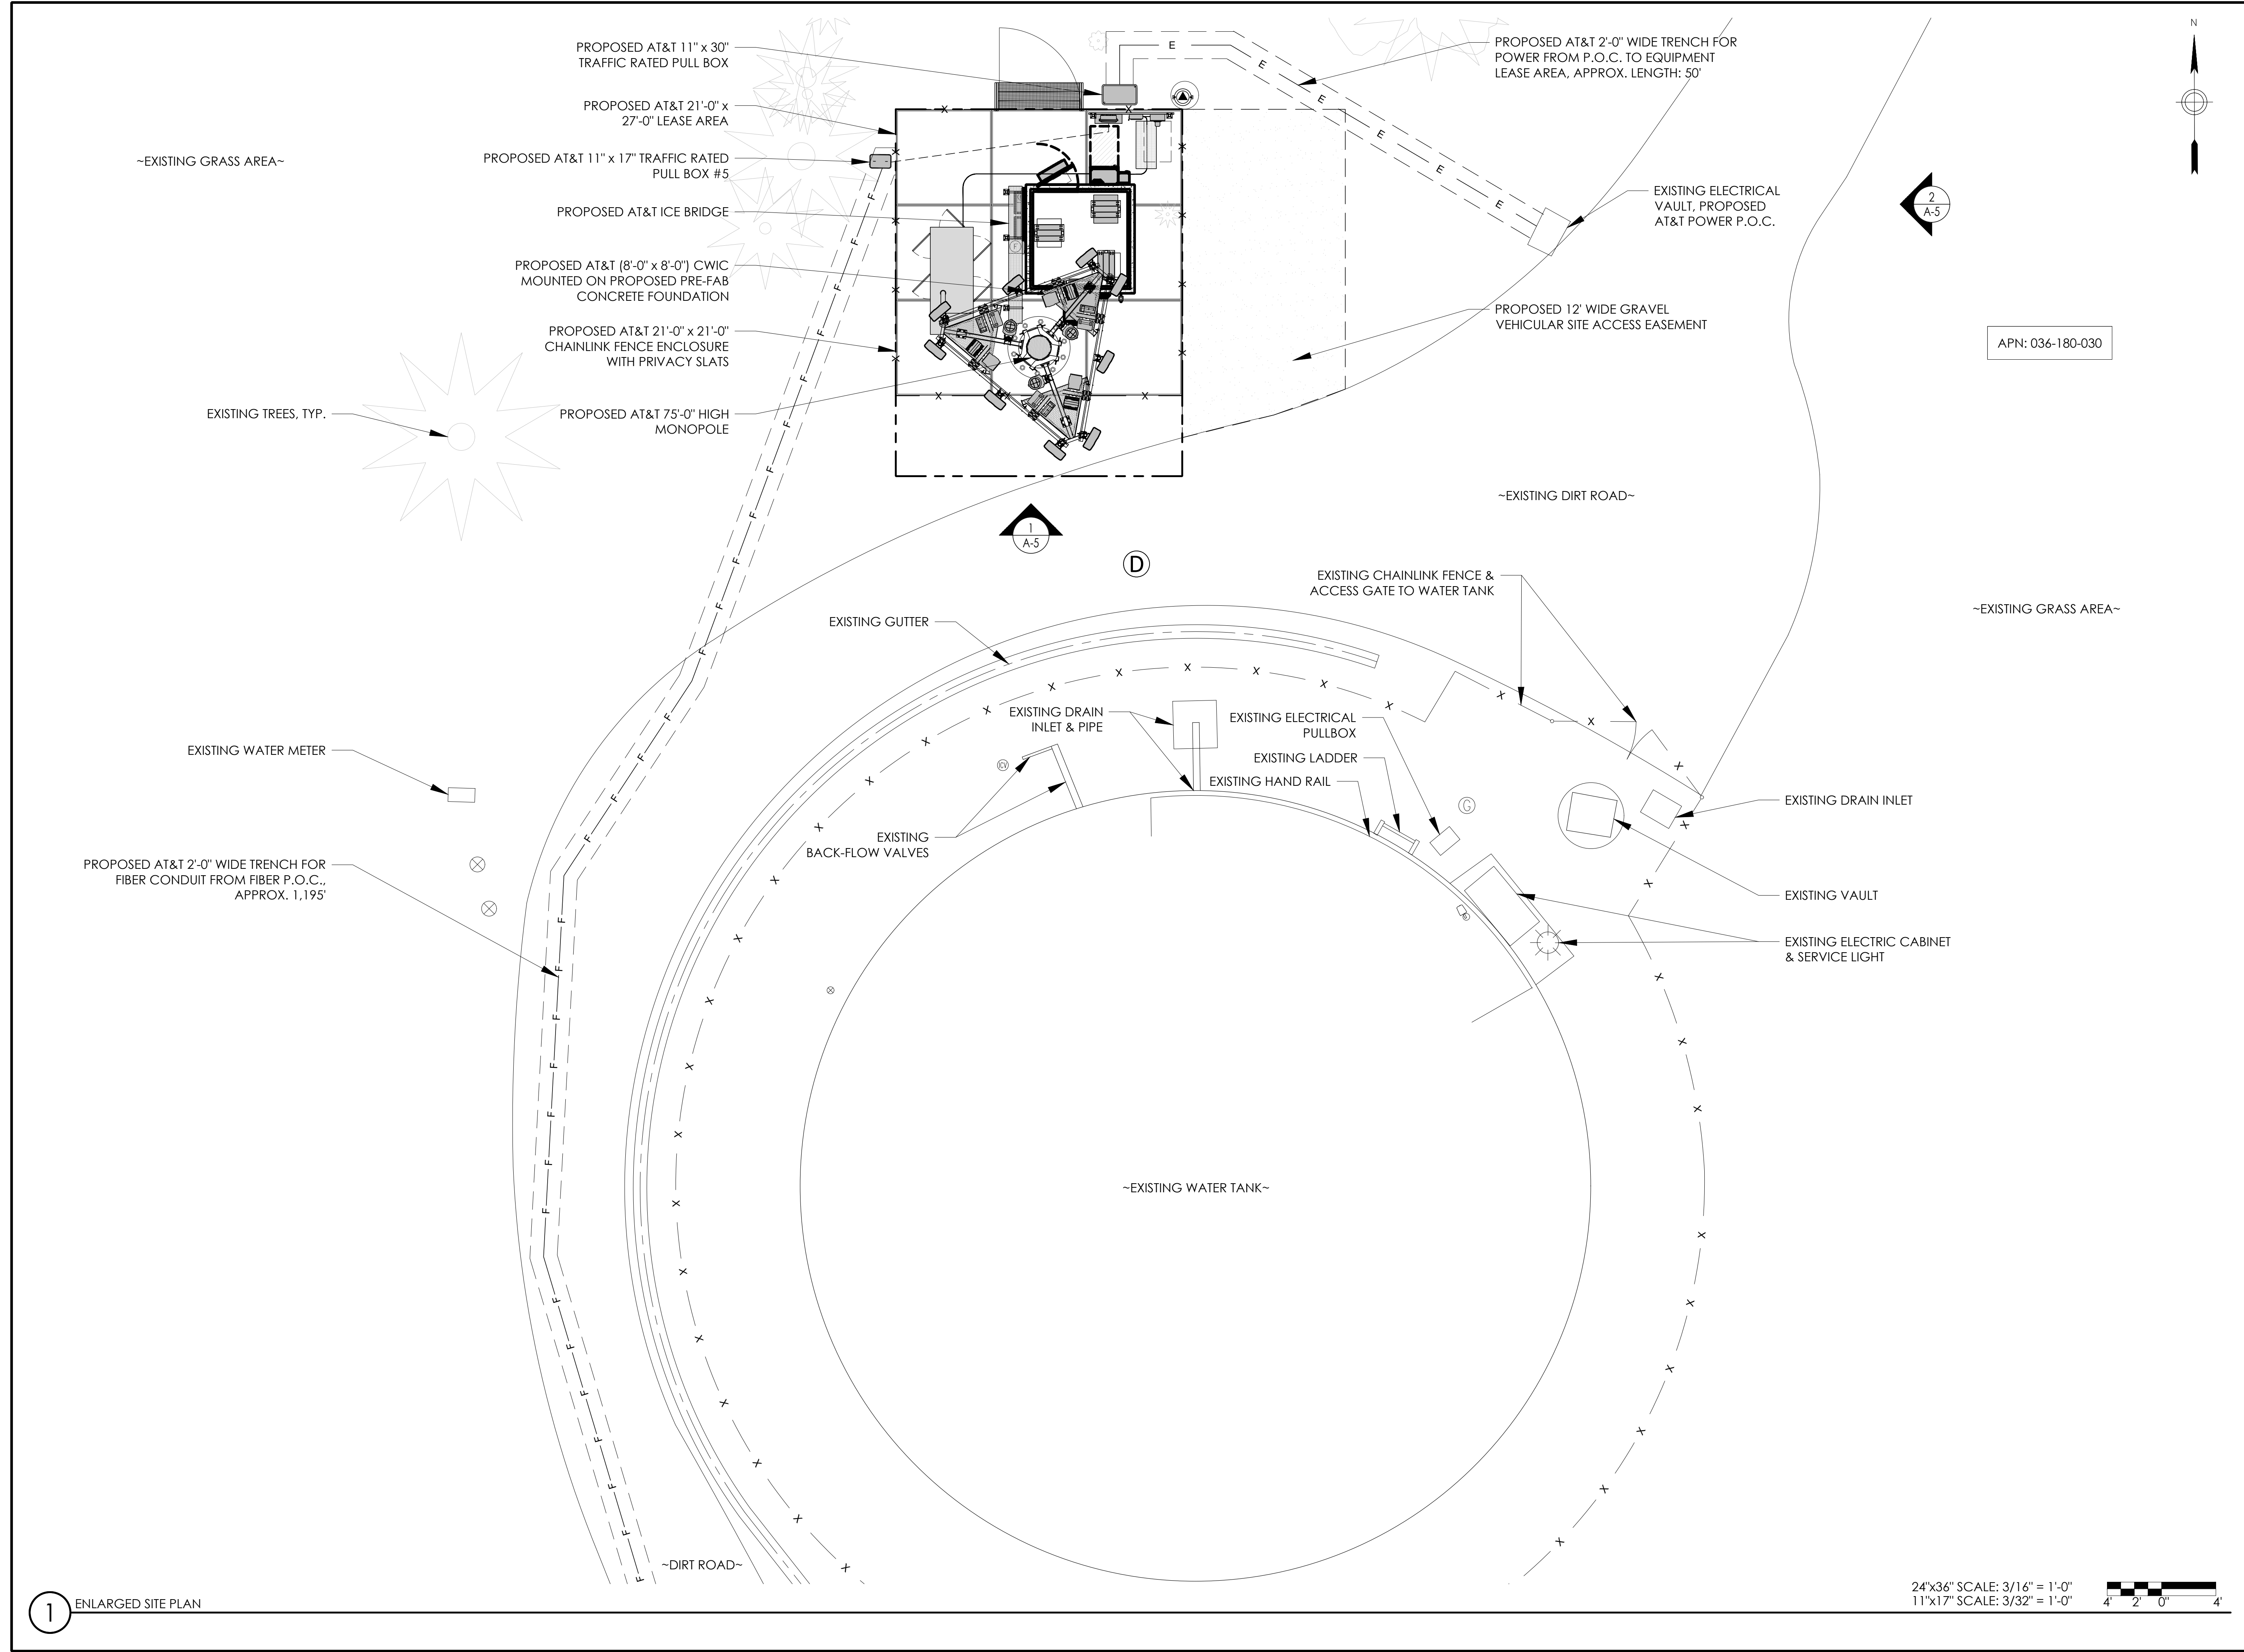 N
PROPOSED AT&T 11" x 30"
TRAFFIC RATED PULL BOX
PROPOSED AT&T 21'-0" x
27'-0" LEASE AREA
PROPOSED AT&T 11" x 17" TRAFFIC RATED
PULL BOX #5
PROPOSED AT&T ICE BRIDGE
PROPOSED AT&T (8'-0" x 8'-0") CWIC
MOUNTED ON PROPOSED PRE-FAB
CONCRETE FOUNDATION
PROPOSED AT&T 21'-0" x 21'-0"
CHAINLINK FENCE ENCLOSURE
WITH PRIVACY SLATS
PROPOSED AT&T 75'-0" HIGH
MONOPOLE
~EXISTING GRASS AREA~
EXISTING TREES, TYP.
PROPOSED AT&T 2'-0" WIDE TRENCH FOR
POWER FROM P.O.C. TO EQUIPMENT
LEASE AREA, APPROX. LENGTH: 50'
EXISTING ELECTRICAL
VAULT, PROPOSED
AT&T POWER P.O.C.
2
A-5
PROPOSED 12' WIDE GRAVEL
VEHICULAR SITE ACCESS EASEMENT
APN: 036-180-030
~EXISTING DIRT ROAD~
1
A-5
D
EXISTING CHAINLINK FENCE &
ACCESS GATE TO WATER TANK
~EXISTING GRASS AREA~
EXISTING GUTTER
EXISTING DRAIN
INLET & PIPE
EXISTING ELECTRICAL
PULLBOX
EXISTING LADDER
EXISTING HAND RAIL
ICV
G
EXISTING
BACK-FLOW VALVES
EXISTING WATER METER
PROPOSED AT&T 2'-0" WIDE TRENCH FOR
FIBER CONDUIT FROM FIBER P.O.C.,
APPROX. 1,195'
EXISTING DRAIN INLET
EXISTING VAULT
EXISTING ELECTRIC CABINET
& SERVICE LIGHT
~EXISTING WATER TANK~
~DIRT ROAD~
1
ENLARGED SITE PLAN
24"x36" SCALE: 3/16" = 1'-0"
11"x17" SCALE: 3/32" = 1'-0"
4' 2' 0" 4'